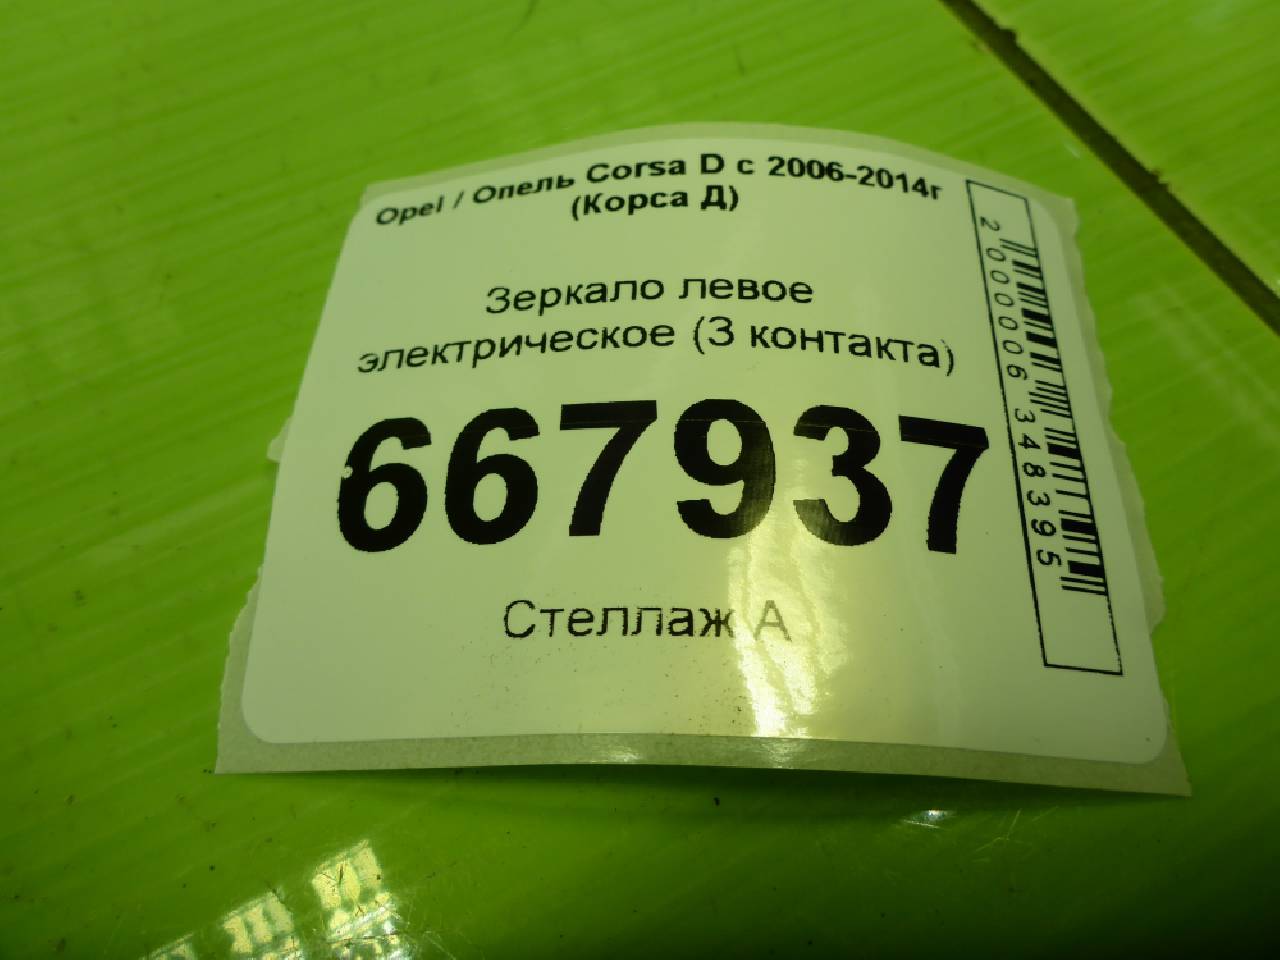 Opel / Опель Corsa D с 2006-2014г
(Корса Д)
Зеркало левое
электрическое (3 контакта)
667937
Стеллаж А
2000006348395